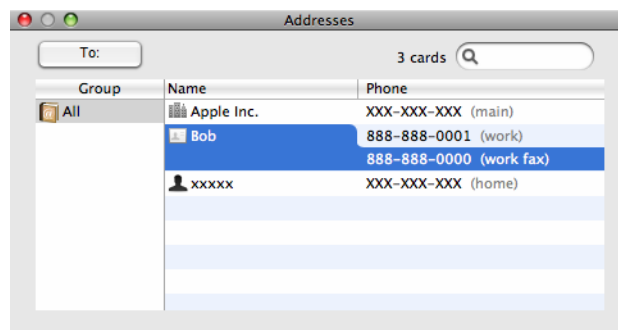 Addresses
To: 3 cards
Group Name Phone
All Apple Inc. XXX-XXX-XXX (main)
Bob 888-888-0001 (work)
888-888-0000 (work fax)
xxxxx XXX-XXX-XXX (home)